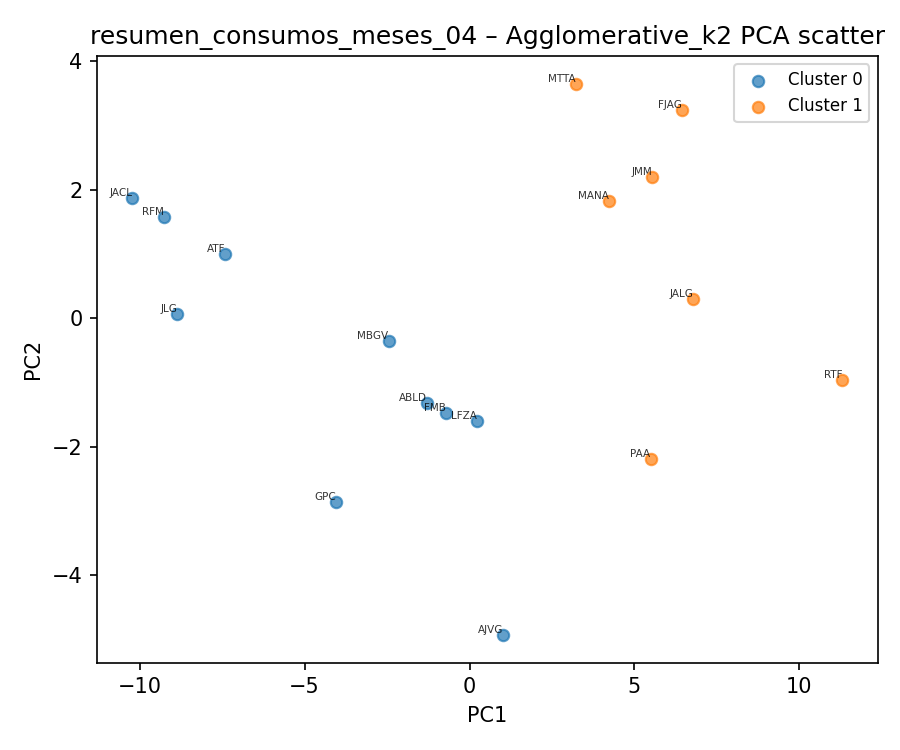 resumen_consumos_meses_04 – Agglomerative_k2 PCA scatter
Cluster 0
Cluster 1
MTTA
FJAG
JMM
MANA
JACL
RFM
ATF
JLG
JALG
MBGV
RTF
ABLD
FMB
LFZA
PAA
GPC
AJVG
4
2
0
−2
−4
PC2
−10
−5
0
5
10
PC1